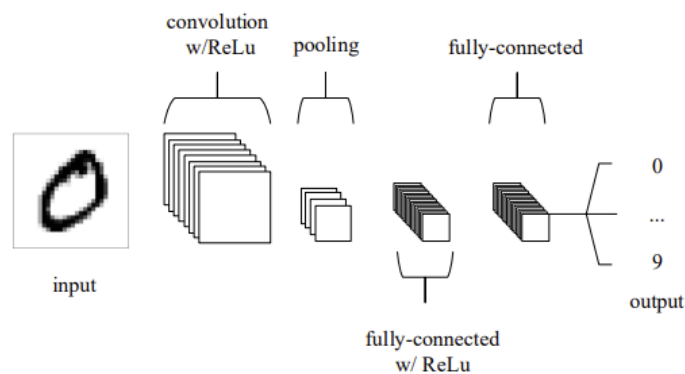 convolution
w/ReLu
pooling
fully-connected
input
fully-connected
w/ ReLu
0
...
9
output